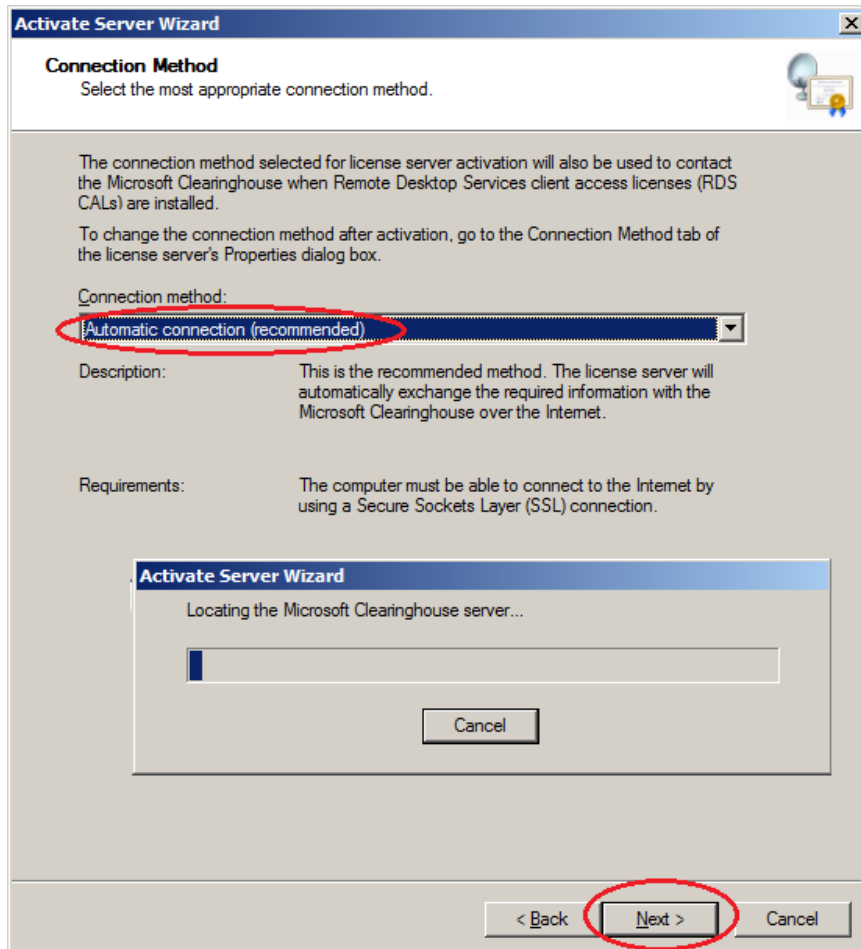 Activate Server Wizard
Connection Method
Select the most appropriate connection method.
The connection method selected for license server activation will also be used to contact
the Microsoft Clearinghouse when Remote Desktop Services client access licenses (RDS
CALs) are installed.
To change the connection method after activation, go to the Connection Method tab of
the license server's Properties dialog box.
Connection method:
Automatic connection (recommended)
Description:
This is the recommended method. The license server will
automatically exchange the required information with the
Microsoft Clearinghouse over the Internet.
Requirements:
The computer must be able to connect to the Internet by
using a Secure Sockets Layer (SSL) connection.
Activate Server Wizard
Locating the Microsoft Clearinghouse server...
Cancel
< Back
Next >
Cancel